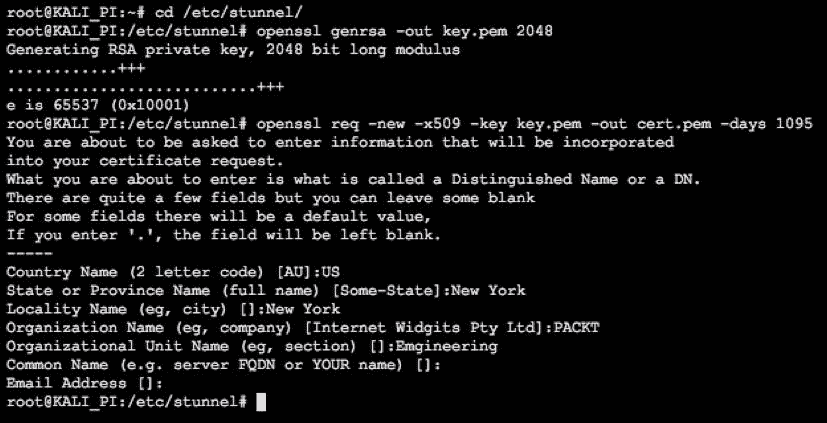 root@KALI_PI:~# cd /etc/stunnel/
root@KALI_PI:/etc/stunnel# openssl genrsa -out key.pem 2048
Generating RSA private key, 2048 bit long modulus
............+++
...........................+++
e is 65537 (0x10001)
root@KALI_PI:/etc/stunnel# openssl req -new -x509 -key key.pem -out cert.pem -days 1095
You are about to be asked to enter information that will be incorporated
into your certificate request.
What you are about to enter is what is called a Distinguished Name or a DN.
There are quite a few fields but you can leave some blank
For some fields there will be a default value,
If you enter '.', the field will be left blank.
-----
Country Name (2 letter code) [AU]:US
State or Province Name (full name) [Some-State]:New York
Locality Name (eg, city) []:New York
Organization Name (eg, company) [Internet Widgits Pty Ltd]:PACKT
Organizational Unit Name (eg, section) []:Emgineering
Common Name (e.g. server FQDN or YOUR name) []:
Email Address []:
root@KALI_PI:/etc/stunnel#